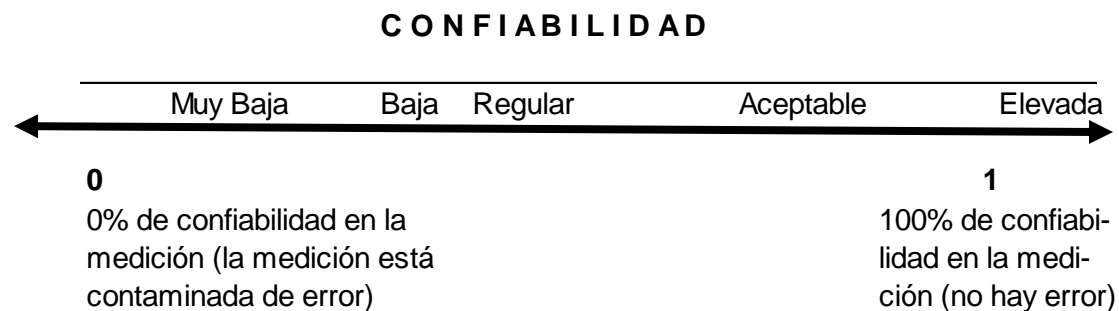 CONFIABILIDAD
Muy Baja Baja Regular Aceptable Elevada
0 1
0% de confiabilidad en la
medición (la medición está
contaminada de error)
100% de confiabi-
lidad en la medi-
ción (no hay error)